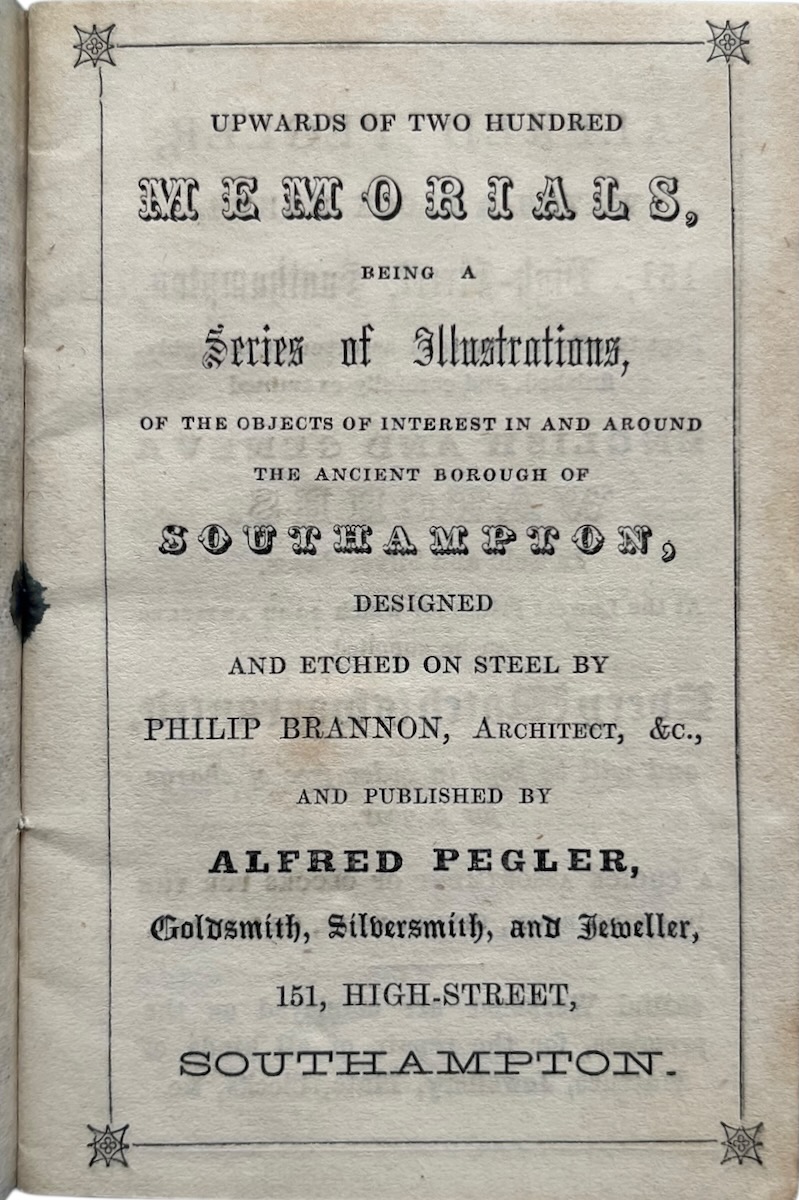 UPWARDS OF TWO HUNDRED
MEMORIALS,
BEING A
Series of Illustrations,
OF THE OBJECTS OF INTEREST IN AND AROUND
THE ANCIENT BOROUGH OF
SOUTHAMPTON,
DESIGNED
AND ETCHED ON STEEL BY
PHILIP BRANNON, ARCHITECT, &C.,
AND PUBLISHED BY
ALFRED PEGLER,
Goldsmith, Silversmith, and Jeweller,
151, HIGH-STREET,
SOUTHAMPTON.